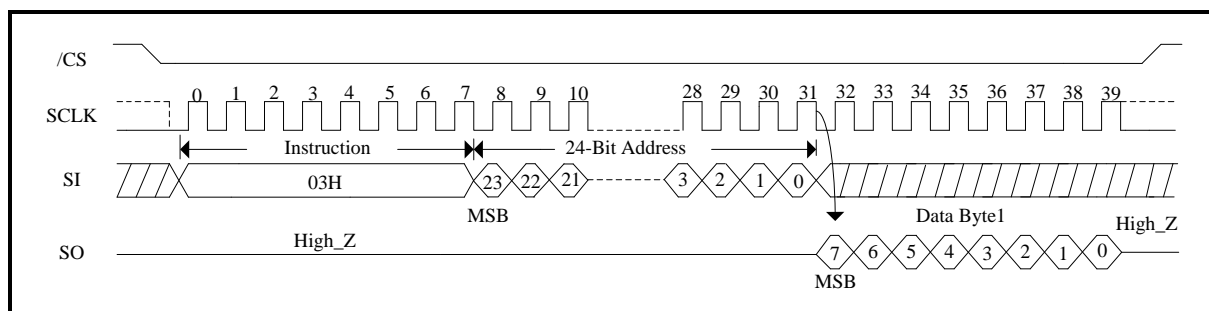 /CS
0 1 2 3 4 5 6 7 8 9 10 28 29 30 31 32 33 34 35 36 37 38 39
SCLK
Instruction 24-Bit Address
SI 03H 23 22 21 3 2 1 0
MSB Data Byte1
High_Z High_Z
SO 7 6 5 4 3 2 1 0
MSB